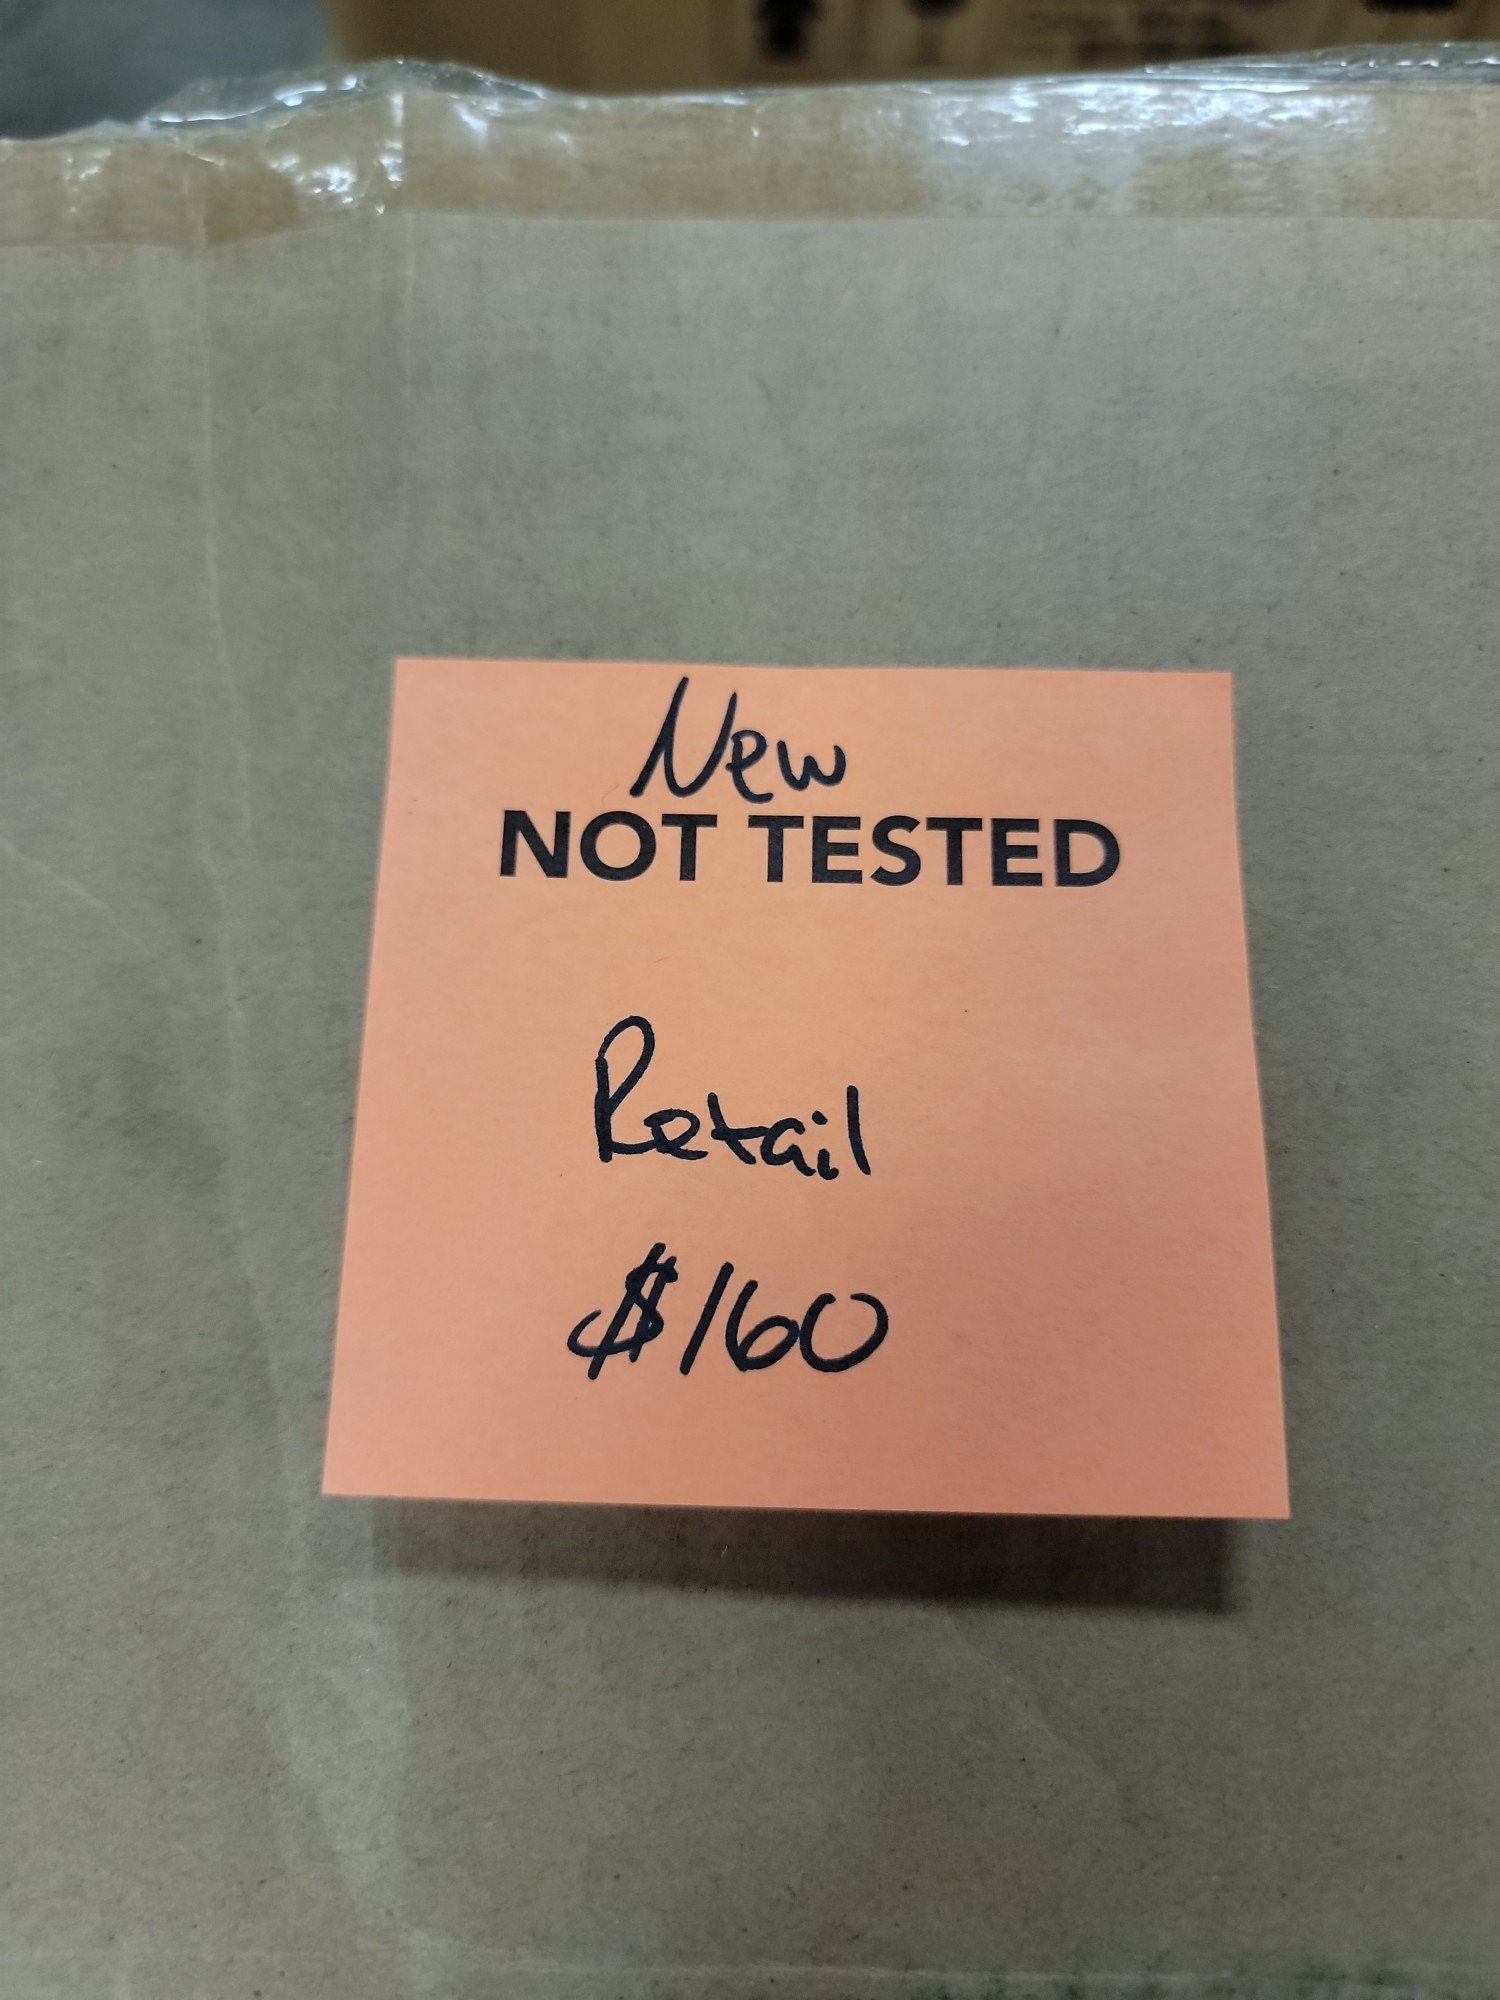 New
NOT TESTED
Retail
$160